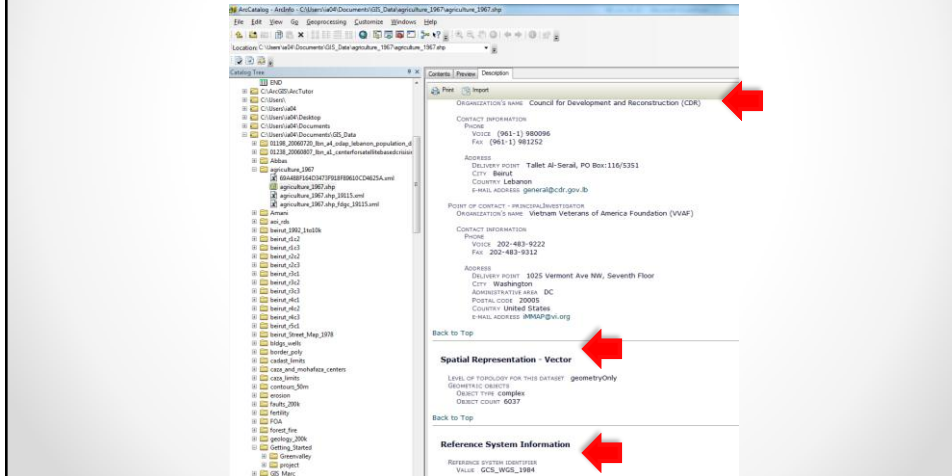 ArcCatalog - ArcInfo - C:\Users\ia04\Documents\GIS_Data\agriculture_1967\agriculture_1967.shp
File Edit View Go Geoprocessing Customize Windows Help
Location: C:\Users\ia04\Documents\GIS_Data\agriculture_1967\agriculture_1967.shp
Catalog Tree
Contents Preview Description
Print Import
END
C:\ArcGIS\ArcTutor
C:\Users\
C:\Users\ia04
C:\Users\ia04\Desktop
C:\Users\ia04\Documents
C:\Users\ia04\Documents\GIS_Data
01198_20060720_lbn_a4_odap_lebanon_population_d
01238_20060807_lbn_a1_centerforsatellitebasedcrisisin
Abbas
agriculture_1967
agriculture_1967.shp
agriculture_1967.shp_19115.xml
agriculture_1967.shp_fdgc_19115.xml
Amani
beirut_1992_1to10k
beirut_r1c2
beirut_r1c3
beirut_r2c2
beirut_r2c3
beirut_r3c1
beirut_r3c2
beirut_r3c3
beirut_r4c1
beirut_r4c2
beirut_r4c3
beirut_r5c1
beirut_Street_Map_1978
bldgs_wells
border_poly
cadast_limits
caza_and_mohafaza_centers
caza_limits
contours_50m
erosion
faults_200k
fertility
FOA
forest_fire
geology_200k
Getting_Started
Greenvalley
project
GIS_Marc
Organization's name Council for Development and Reconstruction (CDR)
Contact information
Phone
Voice (961-1) 980096
Fax (961-1) 981252
Address
Delivery point Tallet Al-Serail, PO Box:116/5351
City Beirut
Country Lebanon
e-mail address general@cdr.gov.lb
Point of contact - principalInvestigator
Organization's name Vietnam Veterans of America Foundation (VVAF)
Contact information
Phone
Voice 202-483-9222
Fax 202-483-9312
Address
Delivery point 1025 Vermont Ave NW, Seventh Floor
City Washington
Administrative area DC
Postal code 20005
Country United States
e-mail address iMMAP@vi.org
Back to Top
Spatial Representation - Vector
Level of topology for this dataset geometryOnly
Geometric objects
Object type complex
Object count 6037
Back to Top
Reference System Information
Reference system identifier
Value GCS_WGS_1984